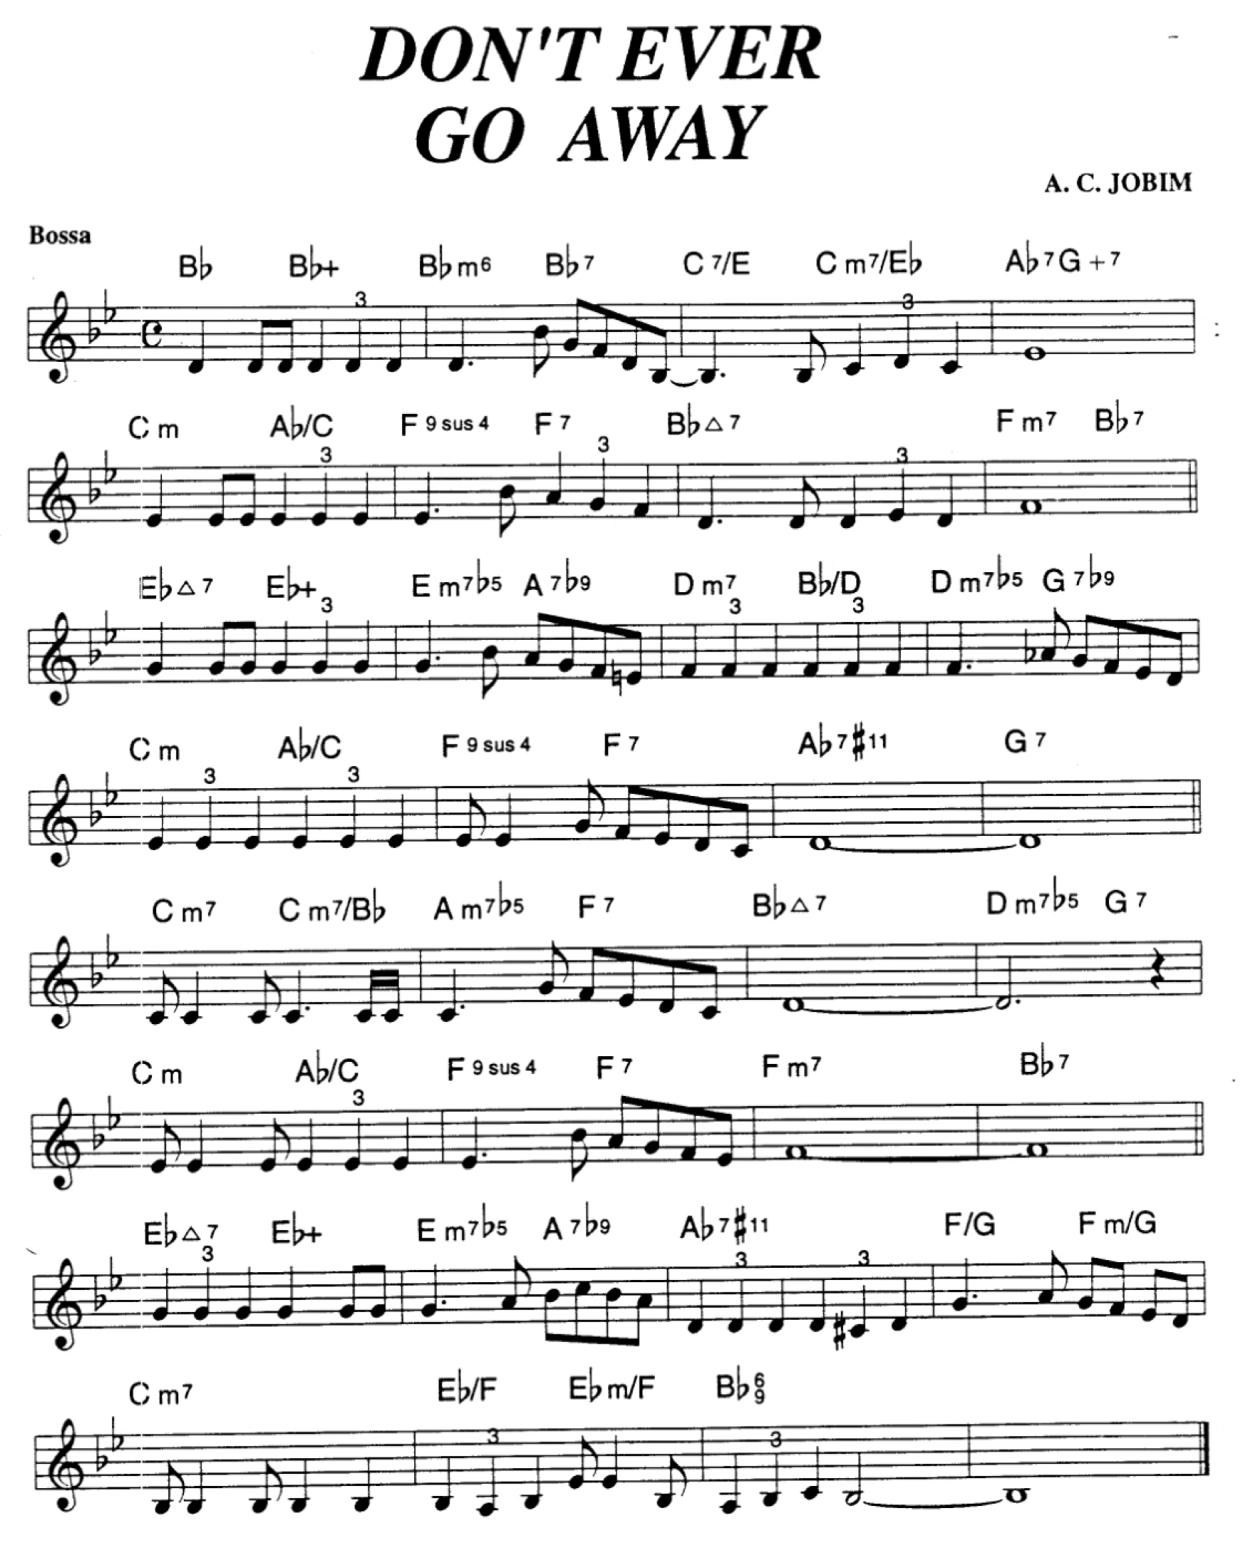 DON'T EVER
GO AWAY
A. C. JOBIM
Bossa
B♭ B♭+ B♭m6 B♭7 C7/E Cm7/E♭ A♭7 G+7
3 3
Cm A♭/C F9sus4 F7 B♭△7 Fm7 B♭7
3 3 3
E♭△7 E♭+ Em7♭5 A7♭9 Dm7 B♭/D Dm7♭5 G7♭9
3 3 3
Cm A♭/C F9sus4 F7 A♭7♯11 G7
3 3
Cm7 Cm7/B♭ Am7♭5 F7 B♭△7 Dm7♭5 G7
Cm A♭/C F9sus4 F7 Fm7 B♭7
3
E♭△7 E♭+ Em7♭5 A7♭9 A♭7♯11 F/G Fm/G
3 3 3
Cm7 E♭/F E♭m/F B♭6 9
3 3